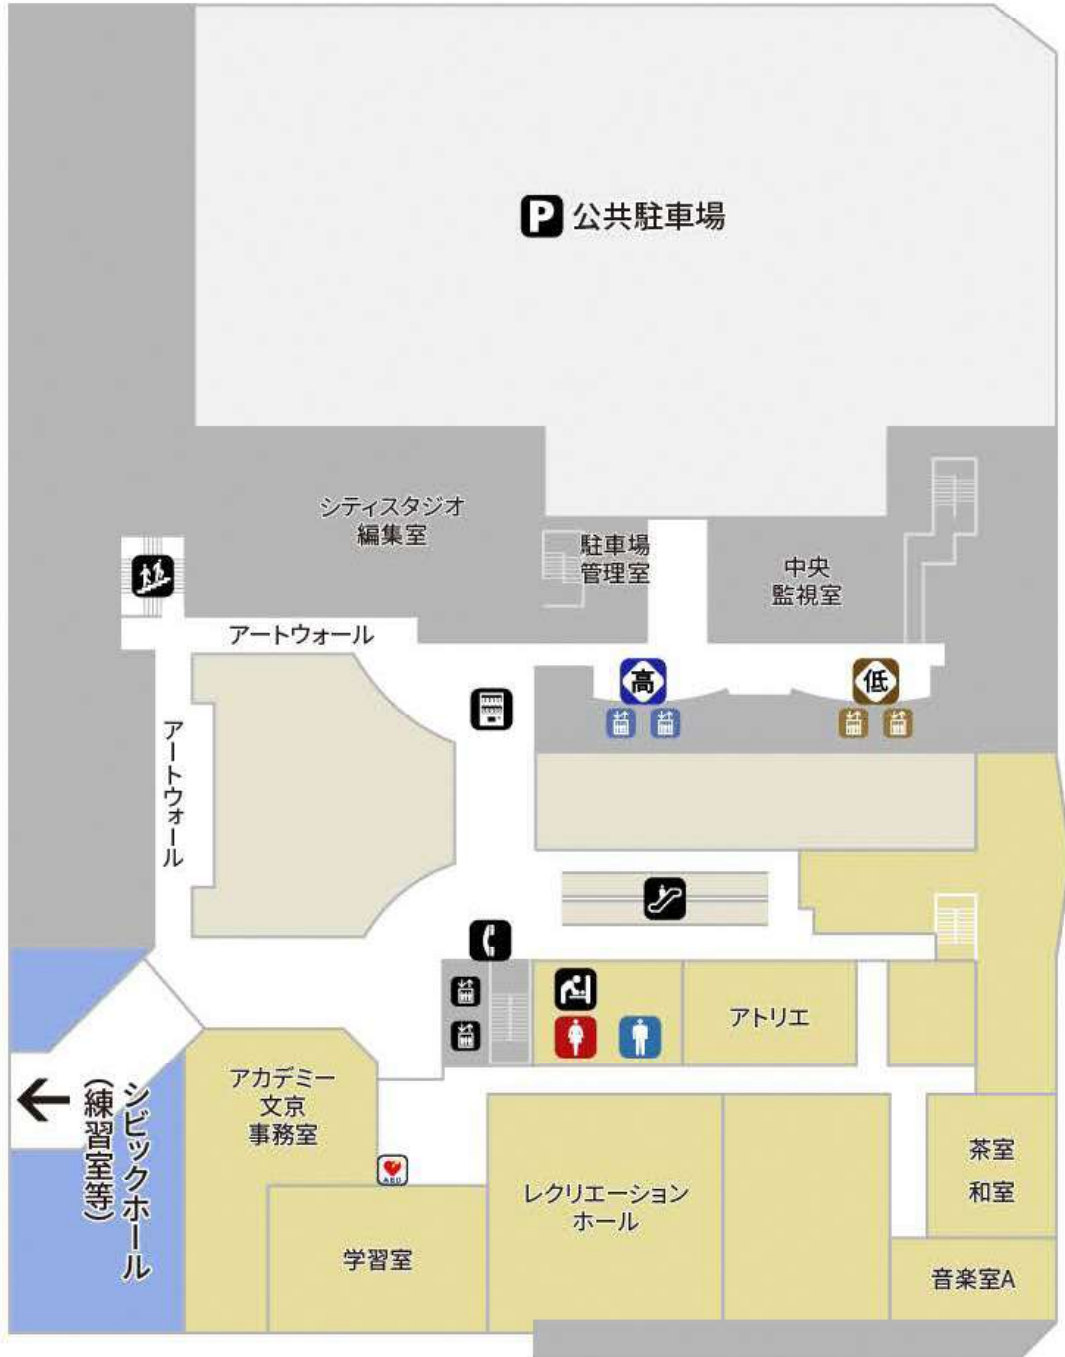 P 公共駐車場
シティスタジオ
編集室
駐車場
管理室
中央
監視室
アートウォール
高
低
アートウォール
アトリエ
アカデミー
文京
事務室
シビックホール
（練習室等）
AED
茶室
和室
レクリエーション
ホール
学習室
音楽室A